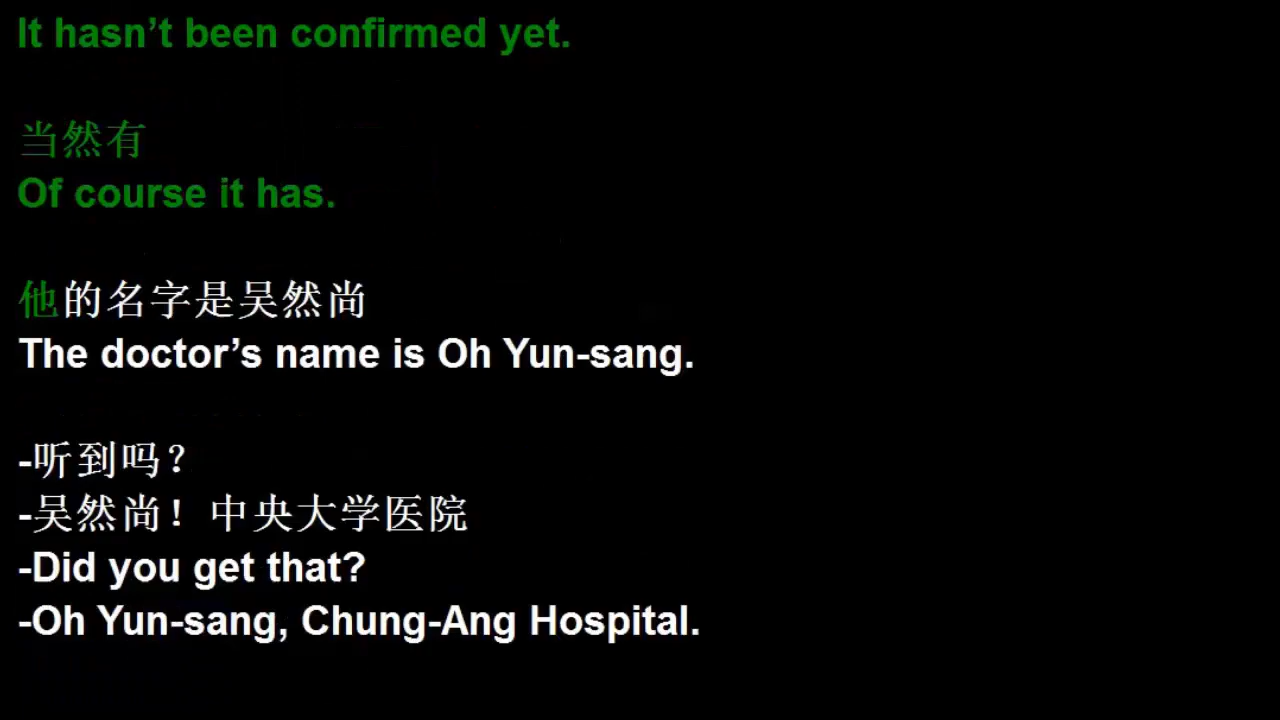 It hasn’t been confirmed yet.
当然有
Of course it has.
他的名字是吴然尚
The doctor’s name is Oh Yun-sang.
-听到吗？
-吴然尚！中央大学医院
-Did you get that?
-Oh Yun-sang, Chung-Ang Hospital.